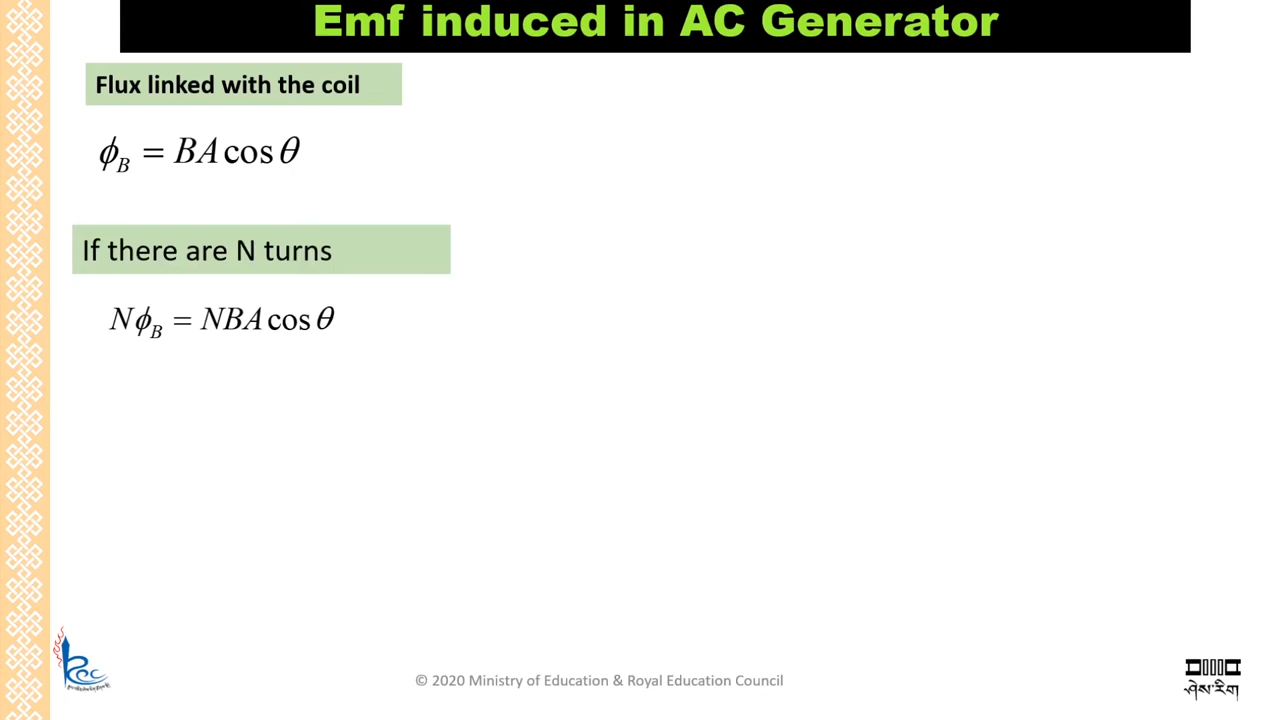 Emf induced in AC Generator
Flux linked with the coil
ϕ_B = BA cos θ
If there are N turns
Nϕ_B = NBA cos θ
© 2020 Ministry of Education & Royal Education Council
ཤེས་རིག